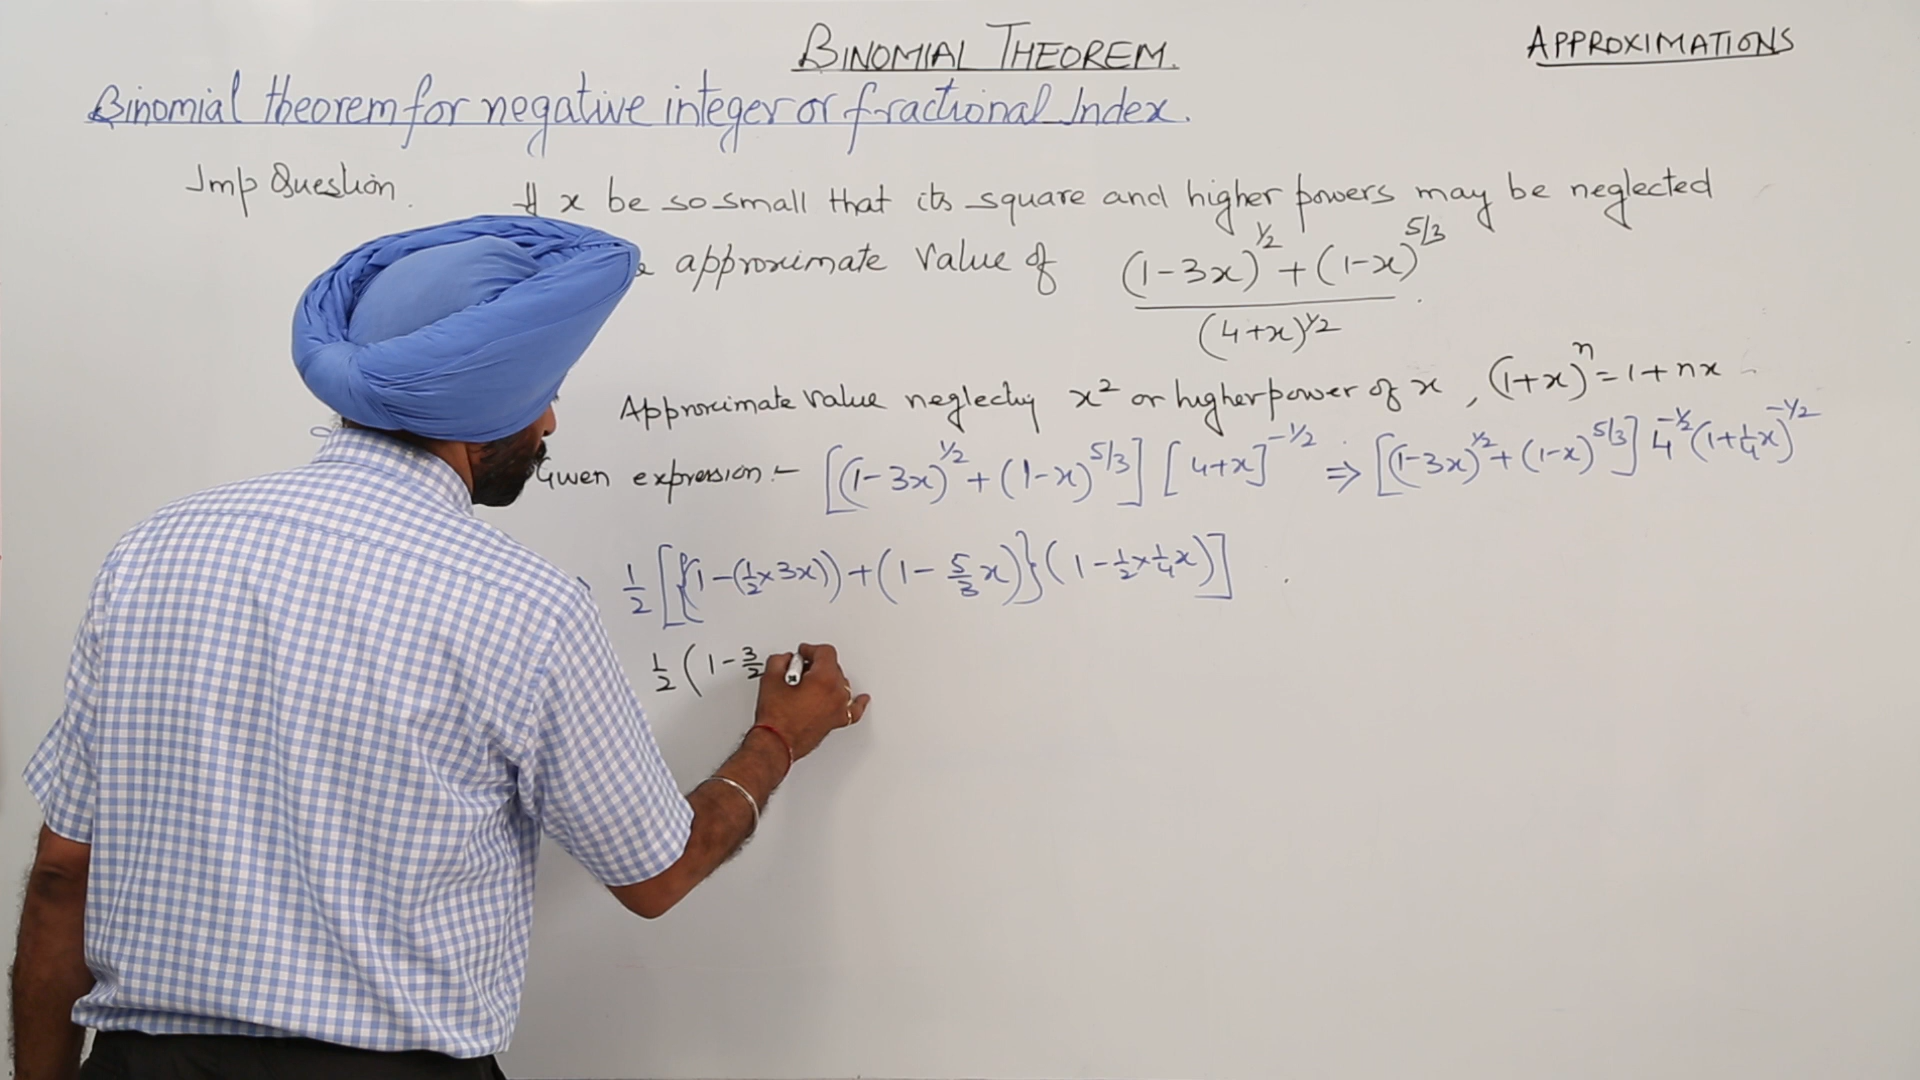 BINOMIAL THEOREM.
APPROXIMATIONS
Binomial theorem for negative integer or fractional Index.
Imp Question. If x be so small that its square and higher powers may be neglected
approximate value of ((1-3x)^1/2 + (1-x)^5/3) / (4+x)^1/2.
Approximate value neglecting x² or higher power of x, (1+x)^n = 1+nx
Given expression :- [(1-3x)^1/2 + (1-x)^5/3] [4+x]^-1/2 ⇒ [(1-3x)^1/2 + (1-x)^5/3] 4^-1/2 (1+1/4x)^-1/2
1/2 [{1-(1/2×3x)) + (1-5/3x)}(1-1/2×1/4x)]
1/2 (1-3/2